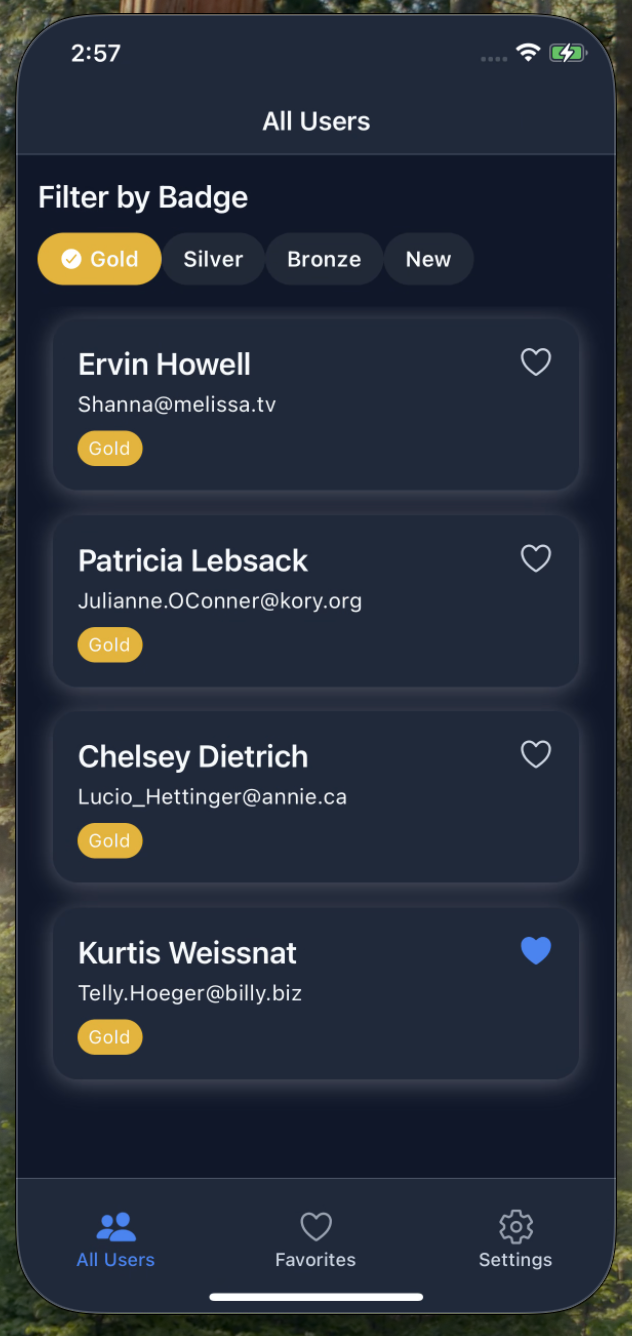 2:57
All Users
Filter by Badge
Gold Silver Bronze New
Ervin Howell
Shanna@melissa.tv
Gold
Patricia Lebsack
Julianne.OConner@kory.org
Gold
Chelsey Dietrich
Lucio_Hettinger@annie.ca
Gold
Kurtis Weissnat
Telly.Hoeger@billy.biz
Gold
All Users Favorites Settings